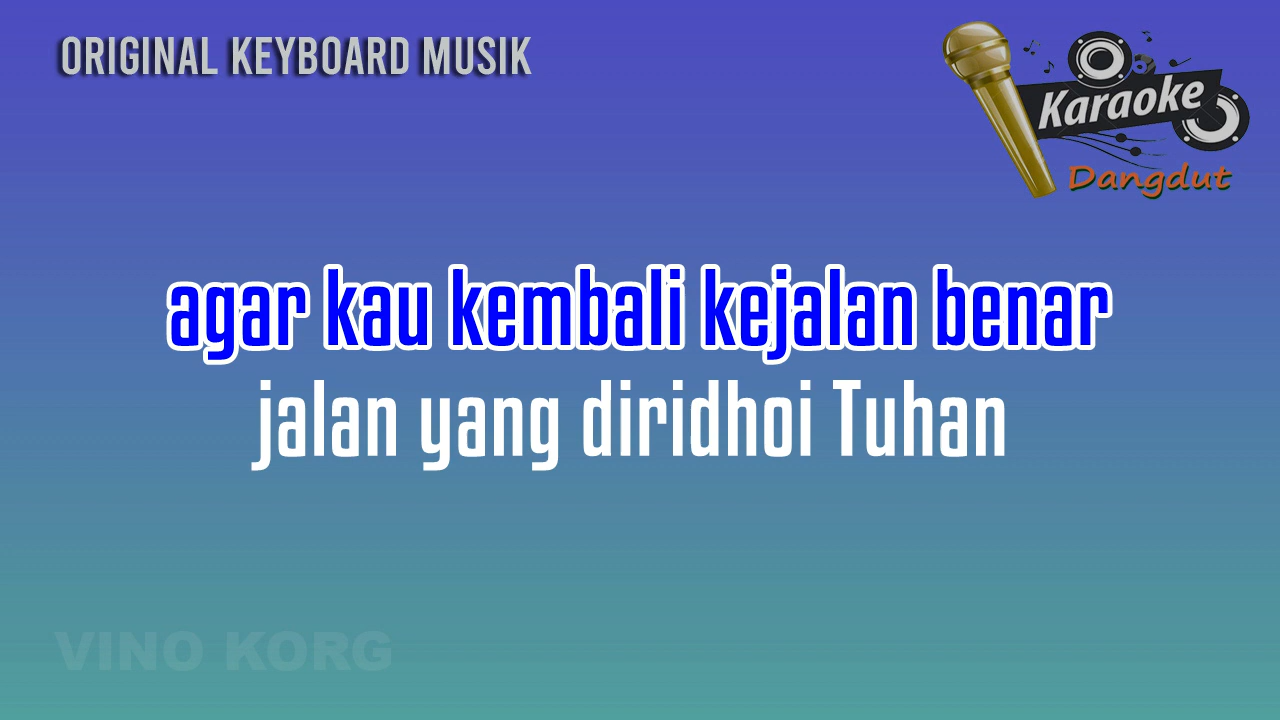 ORIGINAL KEYBOARD MUSIK
Karaoke
Dangdut
agar kau kembali kejalan benar
jalan yang diridhoi Tuhan
VINO KORG